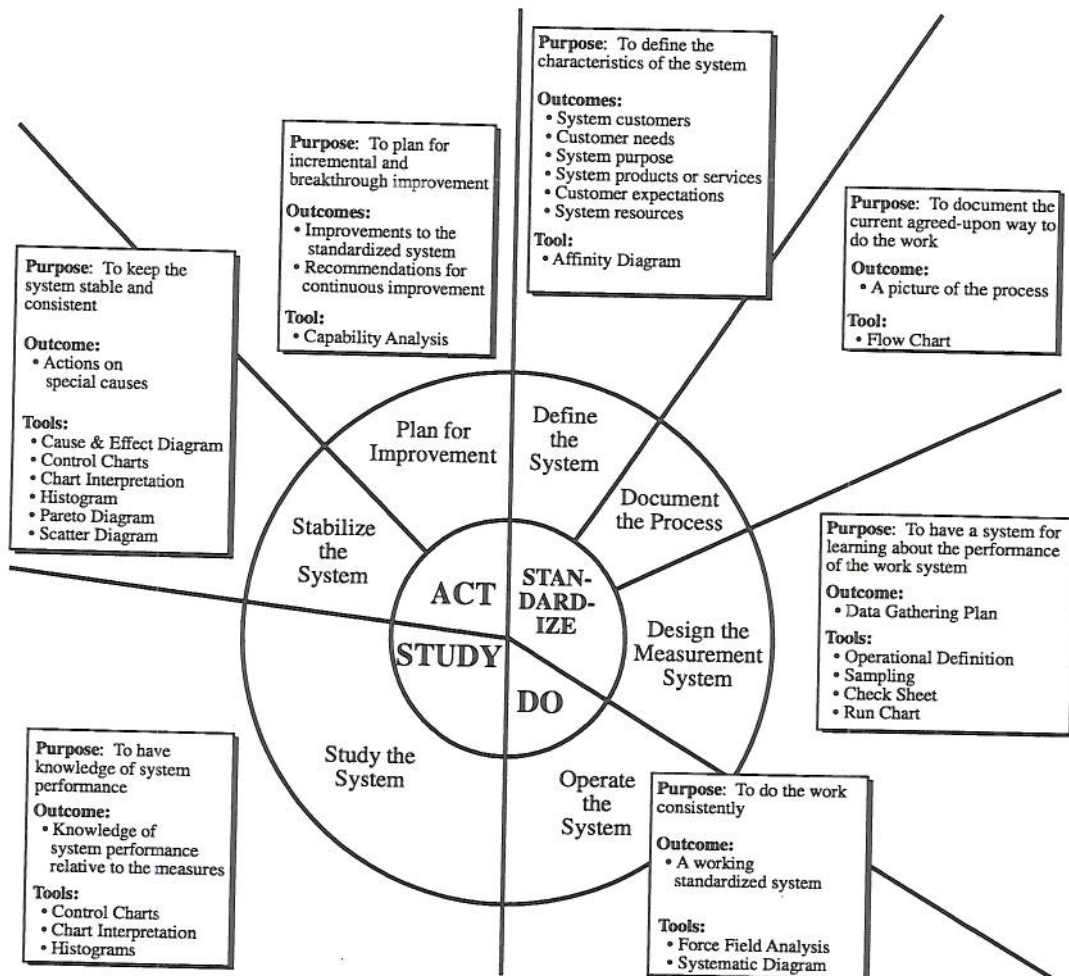 Purpose: To define the
characteristics of the system
Outcomes:
• System customers
• Customer needs
• System purpose
• System products or services
• Customer expectations
• System resources
Tool:
• Affinity Diagram
Purpose: To plan for
incremental and
breakthrough improvement
Outcomes:
• Improvements to the
standardized system
• Recommendations for
continuous improvement
Tool:
• Capability Analysis
Purpose: To document the
current agreed-upon way to
do the work
Outcome:
• A picture of the process
Tool:
• Flow Chart
Purpose: To keep the
system stable and
consistent
Outcome:
• Actions on
special causes
Tools:
• Cause & Effect Diagram
• Control Charts
• Chart Interpretation
• Histogram
• Pareto Diagram
• Scatter Diagram
Plan for
Improvement
Define
the
System
Document
the Process
Stabilize
the
System
ACT
STAN-
DARD-
IZE
STUDY
DO
Design the
Measurement
System
Study the
System
Operate
the
System
Purpose: To have a system for
learning about the performance
of the work system
Outcome:
• Data Gathering Plan
Tools:
• Operational Definition
• Sampling
• Check Sheet
• Run Chart
Purpose: To have
knowledge of system
performance
Outcome:
• Knowledge of
system performance
relative to the measures
Tools:
• Control Charts
• Chart Interpretation
• Histograms
Purpose: To do the work
consistently
Outcome:
• A working
standardized system
Tools:
• Force Field Analysis
• Systematic Diagram